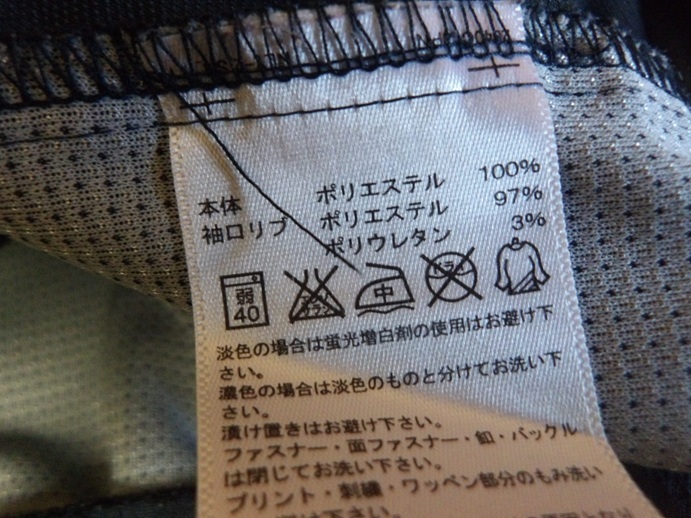 ポリエステル 100%
本体 ポリエステル 97%
袖口リブ ポリウレタン 3%
弱 40 中
淡色の場合は蛍光増白剤の使用はお避け下
さい。
濃色の場合は淡色のものと分けてお洗い下
さい。
漬け置きはお避け下さい。
ファスナー・面ファスナー・釦・バックル
は閉じてお洗い下さい。
プリント・刺繍・ワッペン部分のもみ洗い